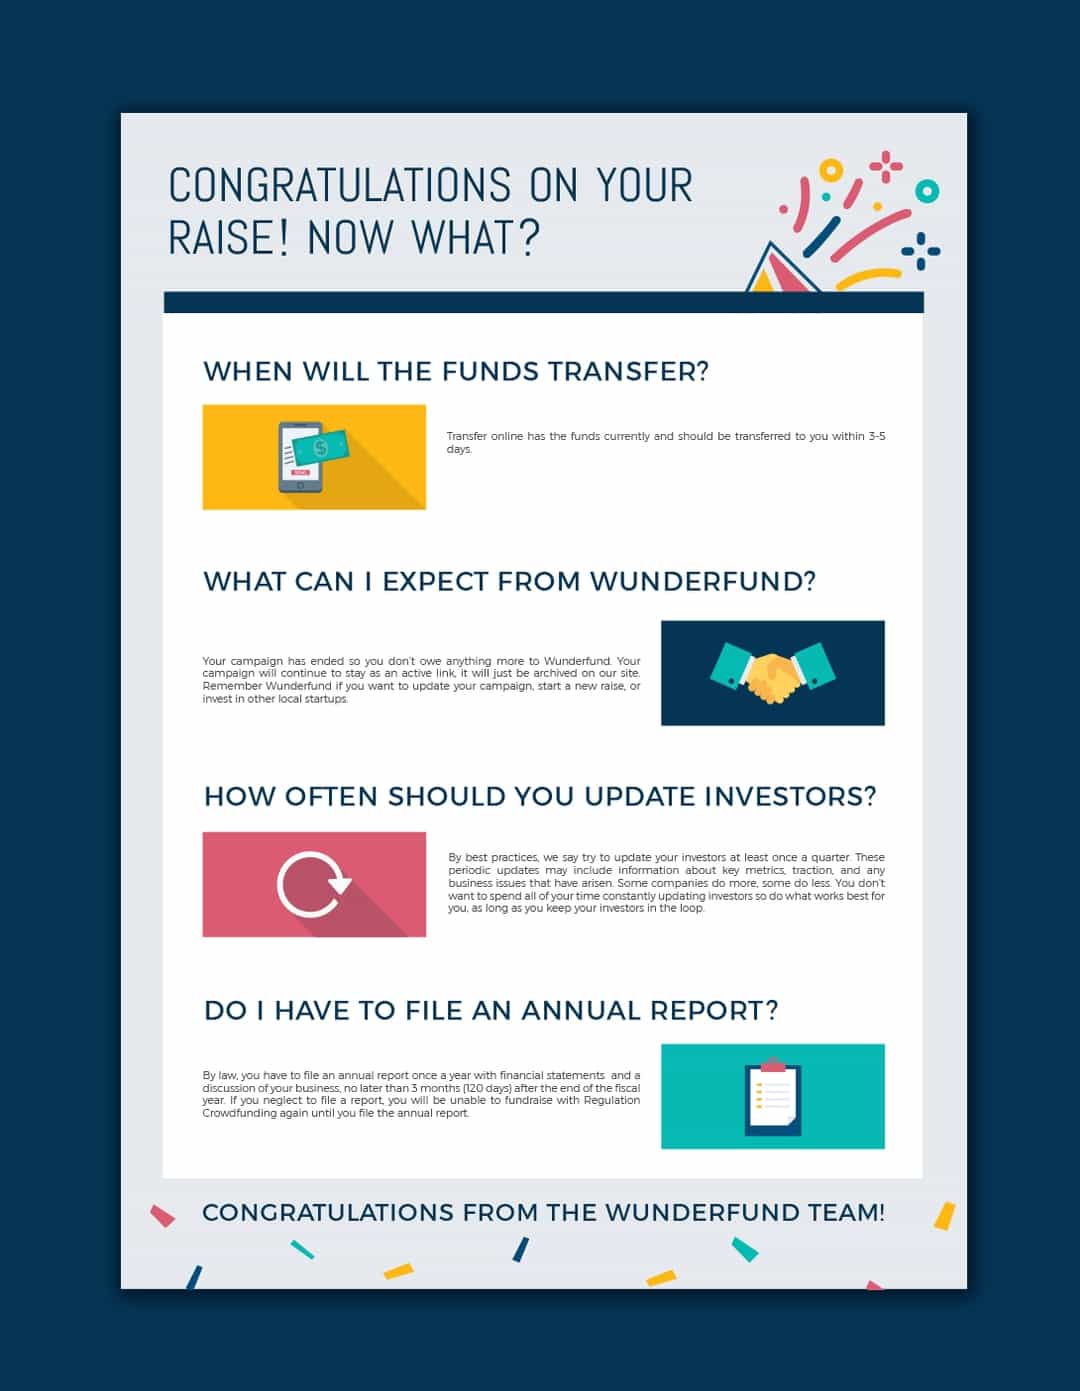 CONGRATULATIONS ON YOUR
RAISE! NOW WHAT?
WHEN WILL THE FUNDS TRANSFER?
Transfer online has the funds currently and should be transferred to you within 3-5
days.
WHAT CAN I EXPECT FROM WUNDERFUND?
Your campaign has ended so you don't owe anything more to Wunderfund. Your
campaign will continue to stay as an active link, it will just be archived on our site.
Remember Wunderfund if you want to update your campaign, start a new raise, or
invest in other local startups.
HOW OFTEN SHOULD YOU UPDATE INVESTORS?
By best practices, we say try to update your investors at least once a quarter. These
periodic updates may include information about key metrics, traction, and any
business issues that have arisen. Some companies do more, some do less. You don't
want to spend all of your time constantly updating investors so do what works best for
you, as long as you keep your investors in the loop.
DO I HAVE TO FILE AN ANNUAL REPORT?
By law, you have to file an annual report once a year with financial statements and a
discussion of your business, no later than 3 months (120 days) after the end of the fiscal
year. If you neglect to file a report, you will be unable to fundraise with Regulation
Crowdfunding again until you file the annual report.
CONGRATULATIONS FROM THE WUNDERFUND TEAM!